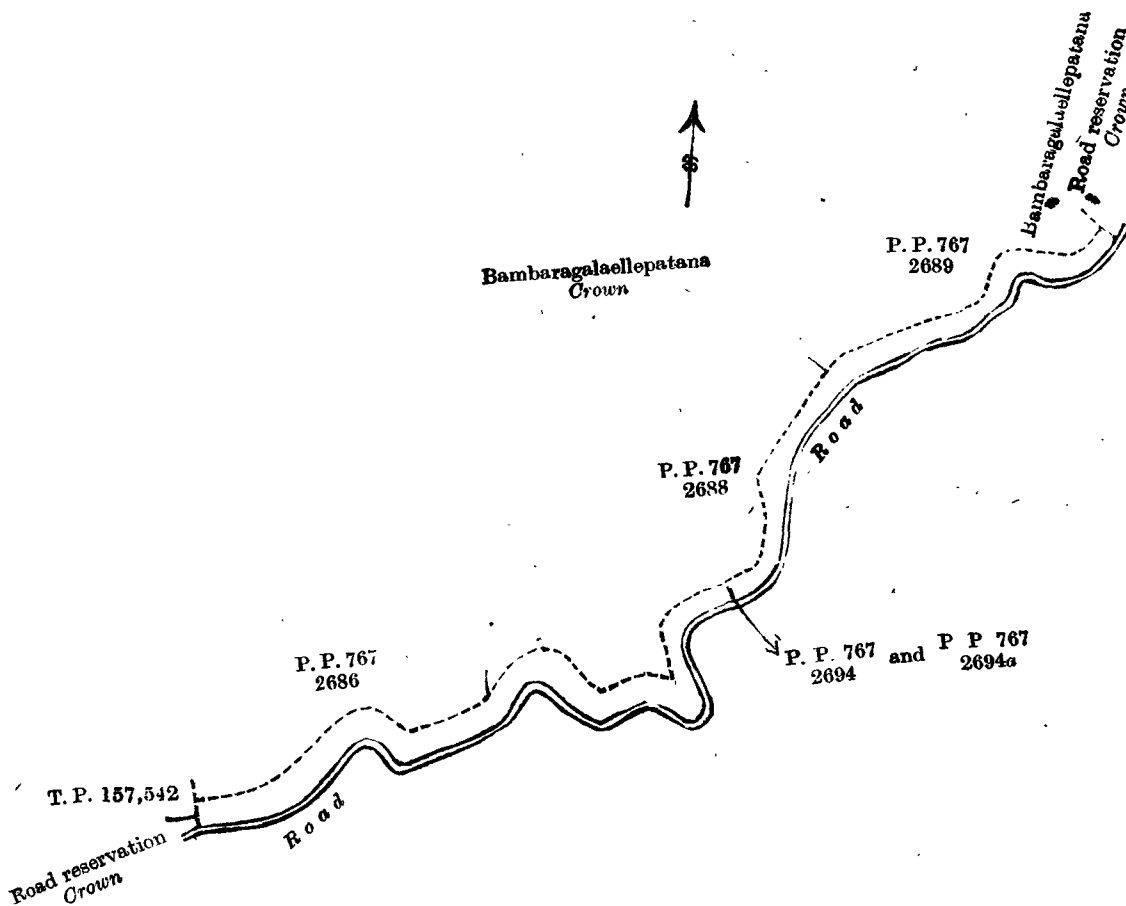 Bambaragalaellepatana
Road reservation
Crown
P. P. 767
2689
Bambaragalaellepatana
Crown
Road
P. P. 767
2688
P. P. 767 and P P 767
2694 2694a
P. P. 767
2686
T. P. 157,542
Road
Road reservation
Crown